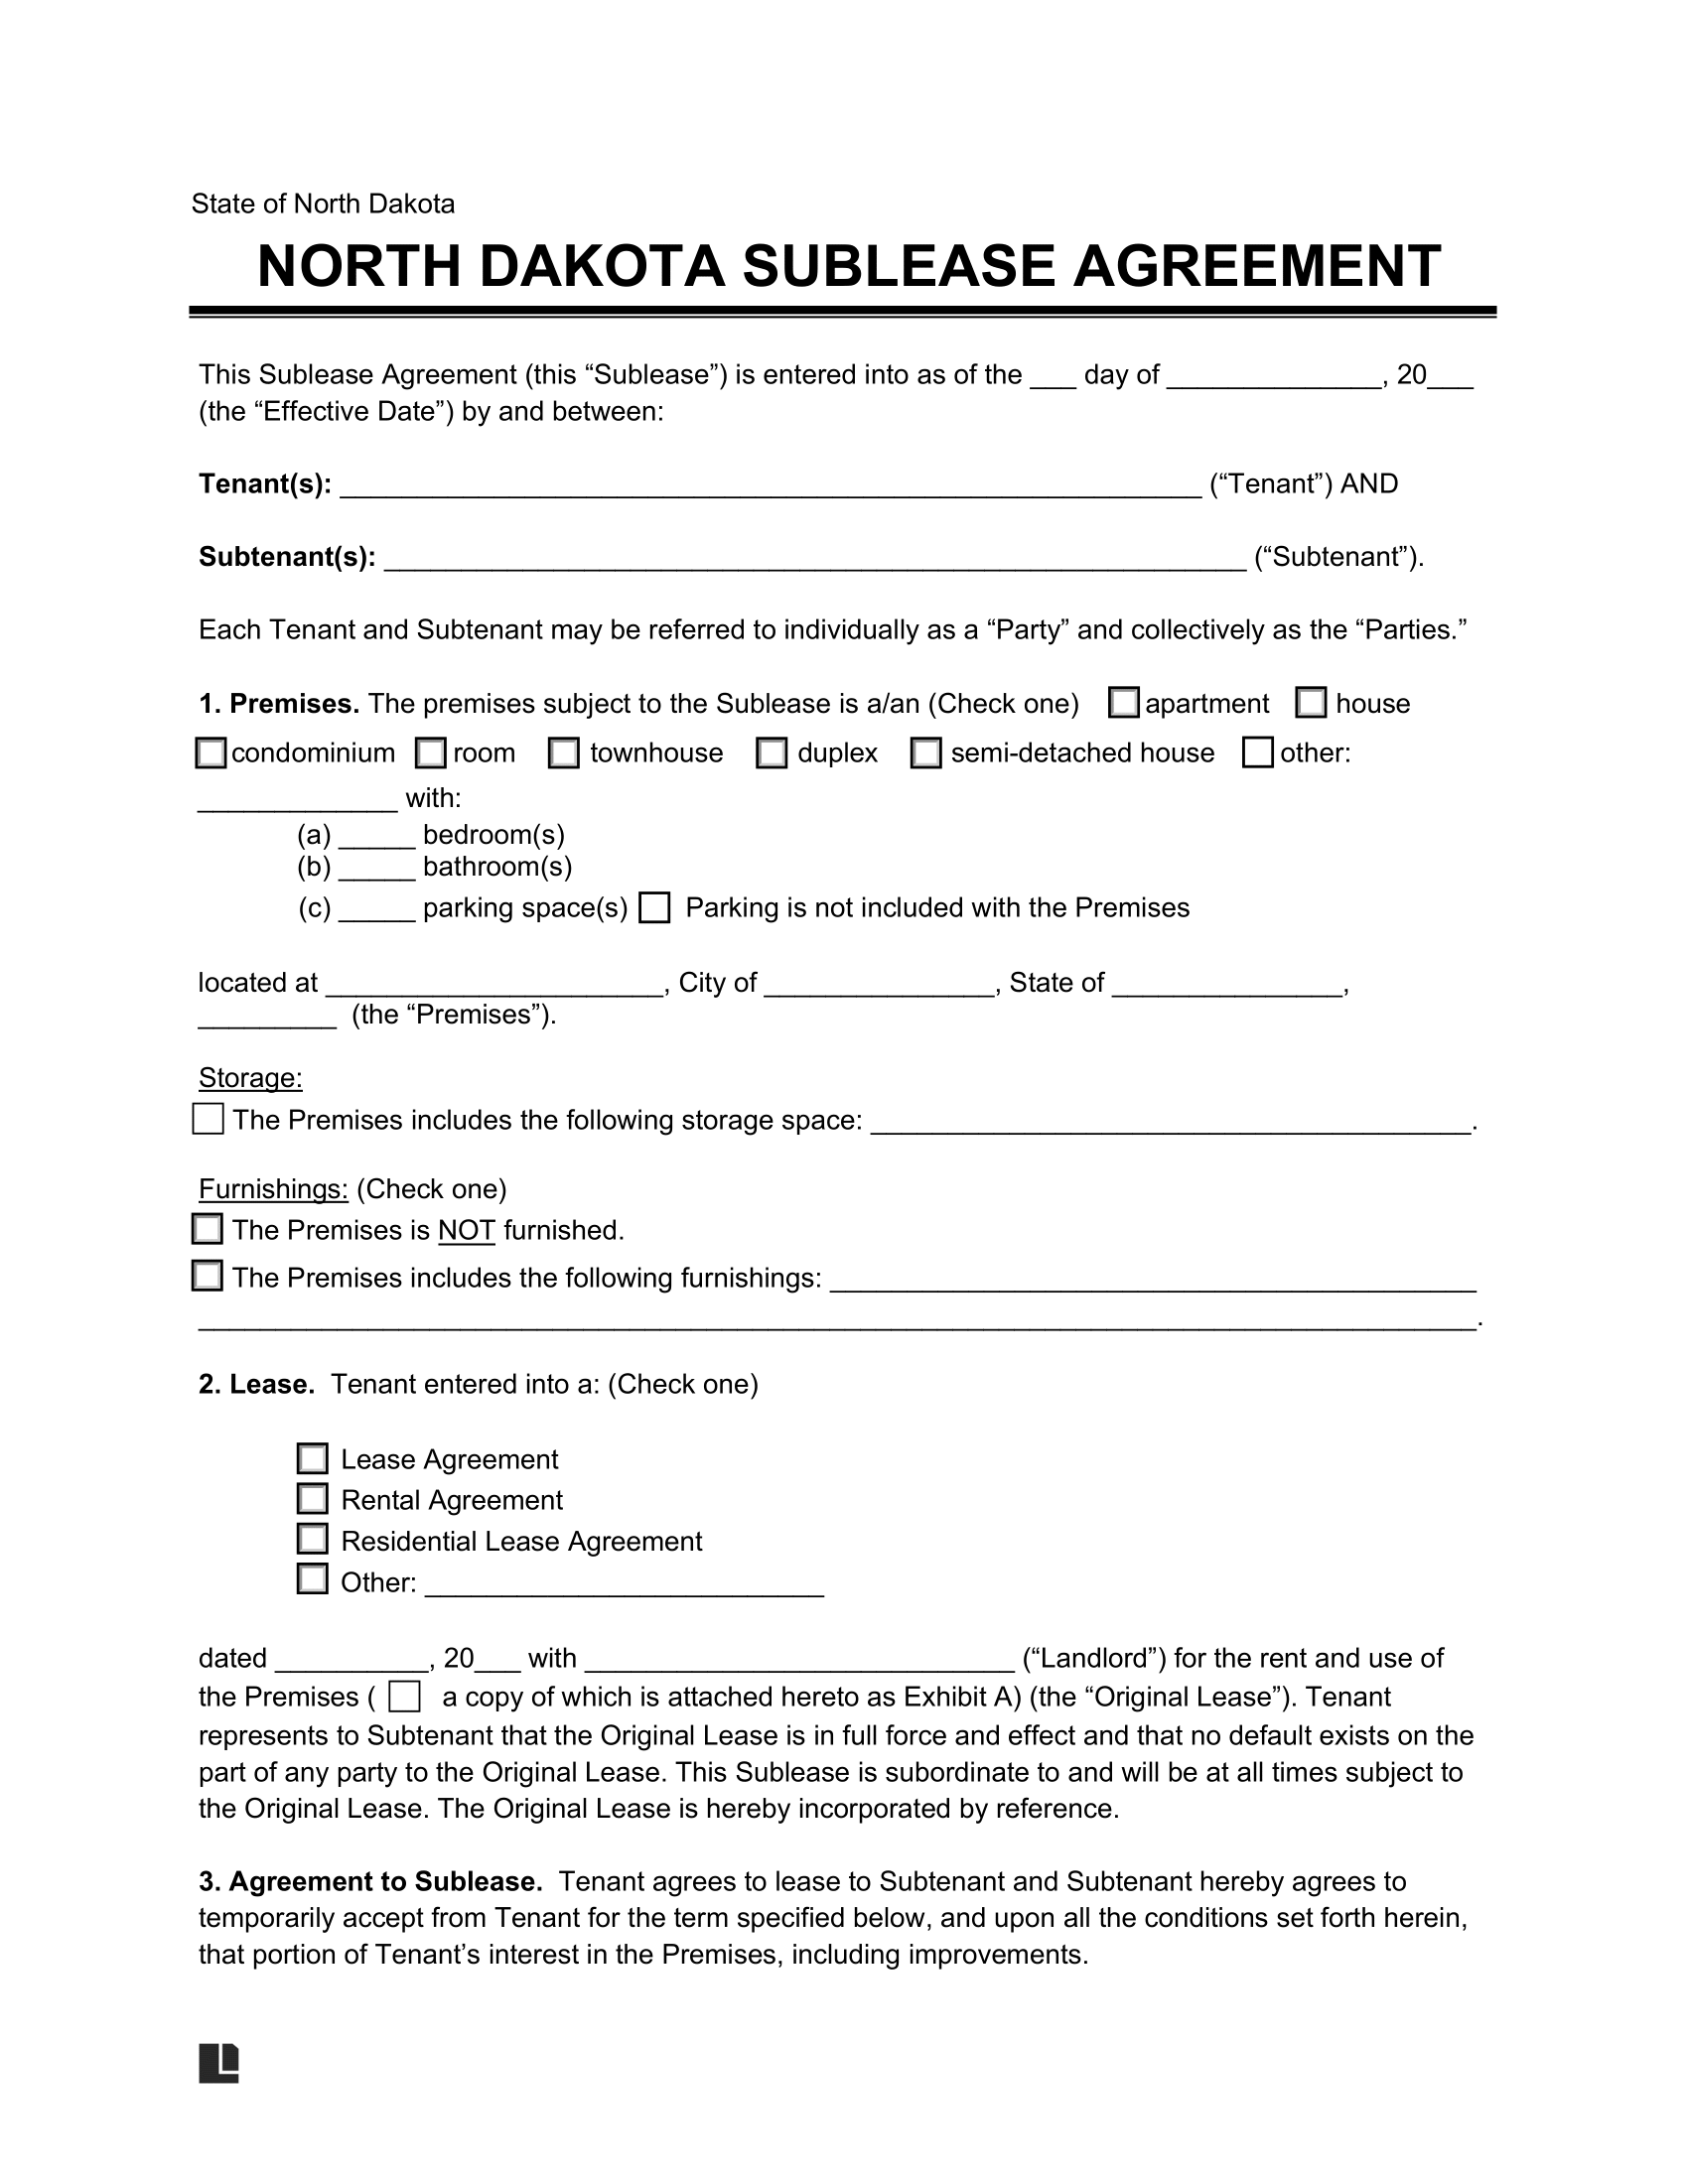 State of North Dakota
NORTH DAKOTA SUBLEASE AGREEMENT
This Sublease Agreement (this “Sublease”) is entered into as of the ___ day of ______________, 20___
(the “Effective Date”) by and between:
Tenant(s): ________________________________________________________ (“Tenant”) AND
Subtenant(s): ________________________________________________________ (“Subtenant”).
Each Tenant and Subtenant may be referred to individually as a “Party” and collectively as the “Parties.”
1. Premises. The premises subject to the Sublease is a/an (Check one) ☐ apartment ☐ house
☐ condominium ☐ room ☐ townhouse ☐ duplex ☐ semi-detached house ☐ other:
_____________ with:
(a) _____ bedroom(s)
(b) _____ bathroom(s)
(c) _____ parking space(s) ☐ Parking is not included with the Premises
located at ______________________, City of _______________, State of _______________,
_________ (the “Premises”).
Storage:
☐ The Premises includes the following storage space: _______________________________________.
Furnishings: (Check one)
☐ The Premises is NOT furnished.
☐ The Premises includes the following furnishings: __________________________________________
___________________________________________________________________________________.
2. Lease. Tenant entered into a: (Check one)
☐ Lease Agreement
☐ Rental Agreement
☐ Residential Lease Agreement
☐ Other: __________________________
dated __________, 20___ with ____________________________ (“Landlord”) for the rent and use of
the Premises ( ☐ a copy of which is attached hereto as Exhibit A) (the “Original Lease”). Tenant
represents to Subtenant that the Original Lease is in full force and effect and that no default exists on the
part of any party to the Original Lease. This Sublease is subordinate to and will be at all times subject to
the Original Lease. The Original Lease is hereby incorporated by reference.
3. Agreement to Sublease. Tenant agrees to lease to Subtenant and Subtenant hereby agrees to
temporarily accept from Tenant for the term specified below, and upon all the conditions set forth herein,
that portion of Tenant’s interest in the Premises, including improvements.